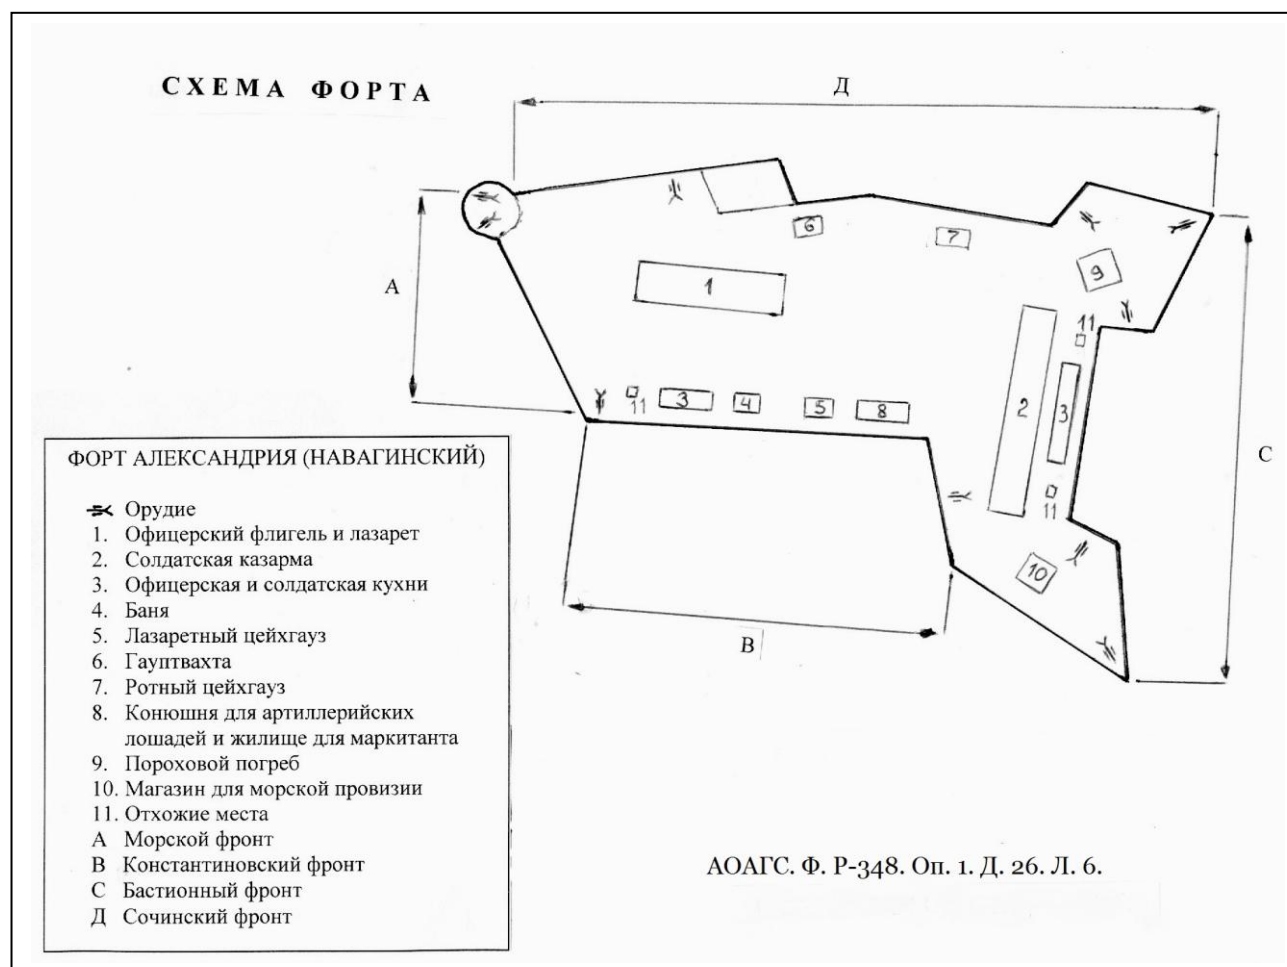 СХЕМА ФОРТА
Д
А
6
7
9
1
11
2
3
11
3
4
5
8
11
10
С
В
ФОРТ АЛЕКСАНДРИЯ (НАВАГИНСКИЙ)
Орудие
1. Офицерский флигель и лазарет
2. Солдатская казарма
3. Офицерская и солдатская кухни
4. Баня
5. Лазаретный цейхгауз
6. Гауптвахта
7. Ротный цейхгауз
8. Конюшня для артиллерийских
лошадей и жилище для маркитанта
9. Пороховой погреб
10. Магазин для морской провизии
11. Отхожие места
А Морской фронт
В Константиновский фронт
С Бастионный фронт
Д Сочинский фронт
АОАГС. Ф. Р-348. Оп. 1. Д. 26. Л. 6.